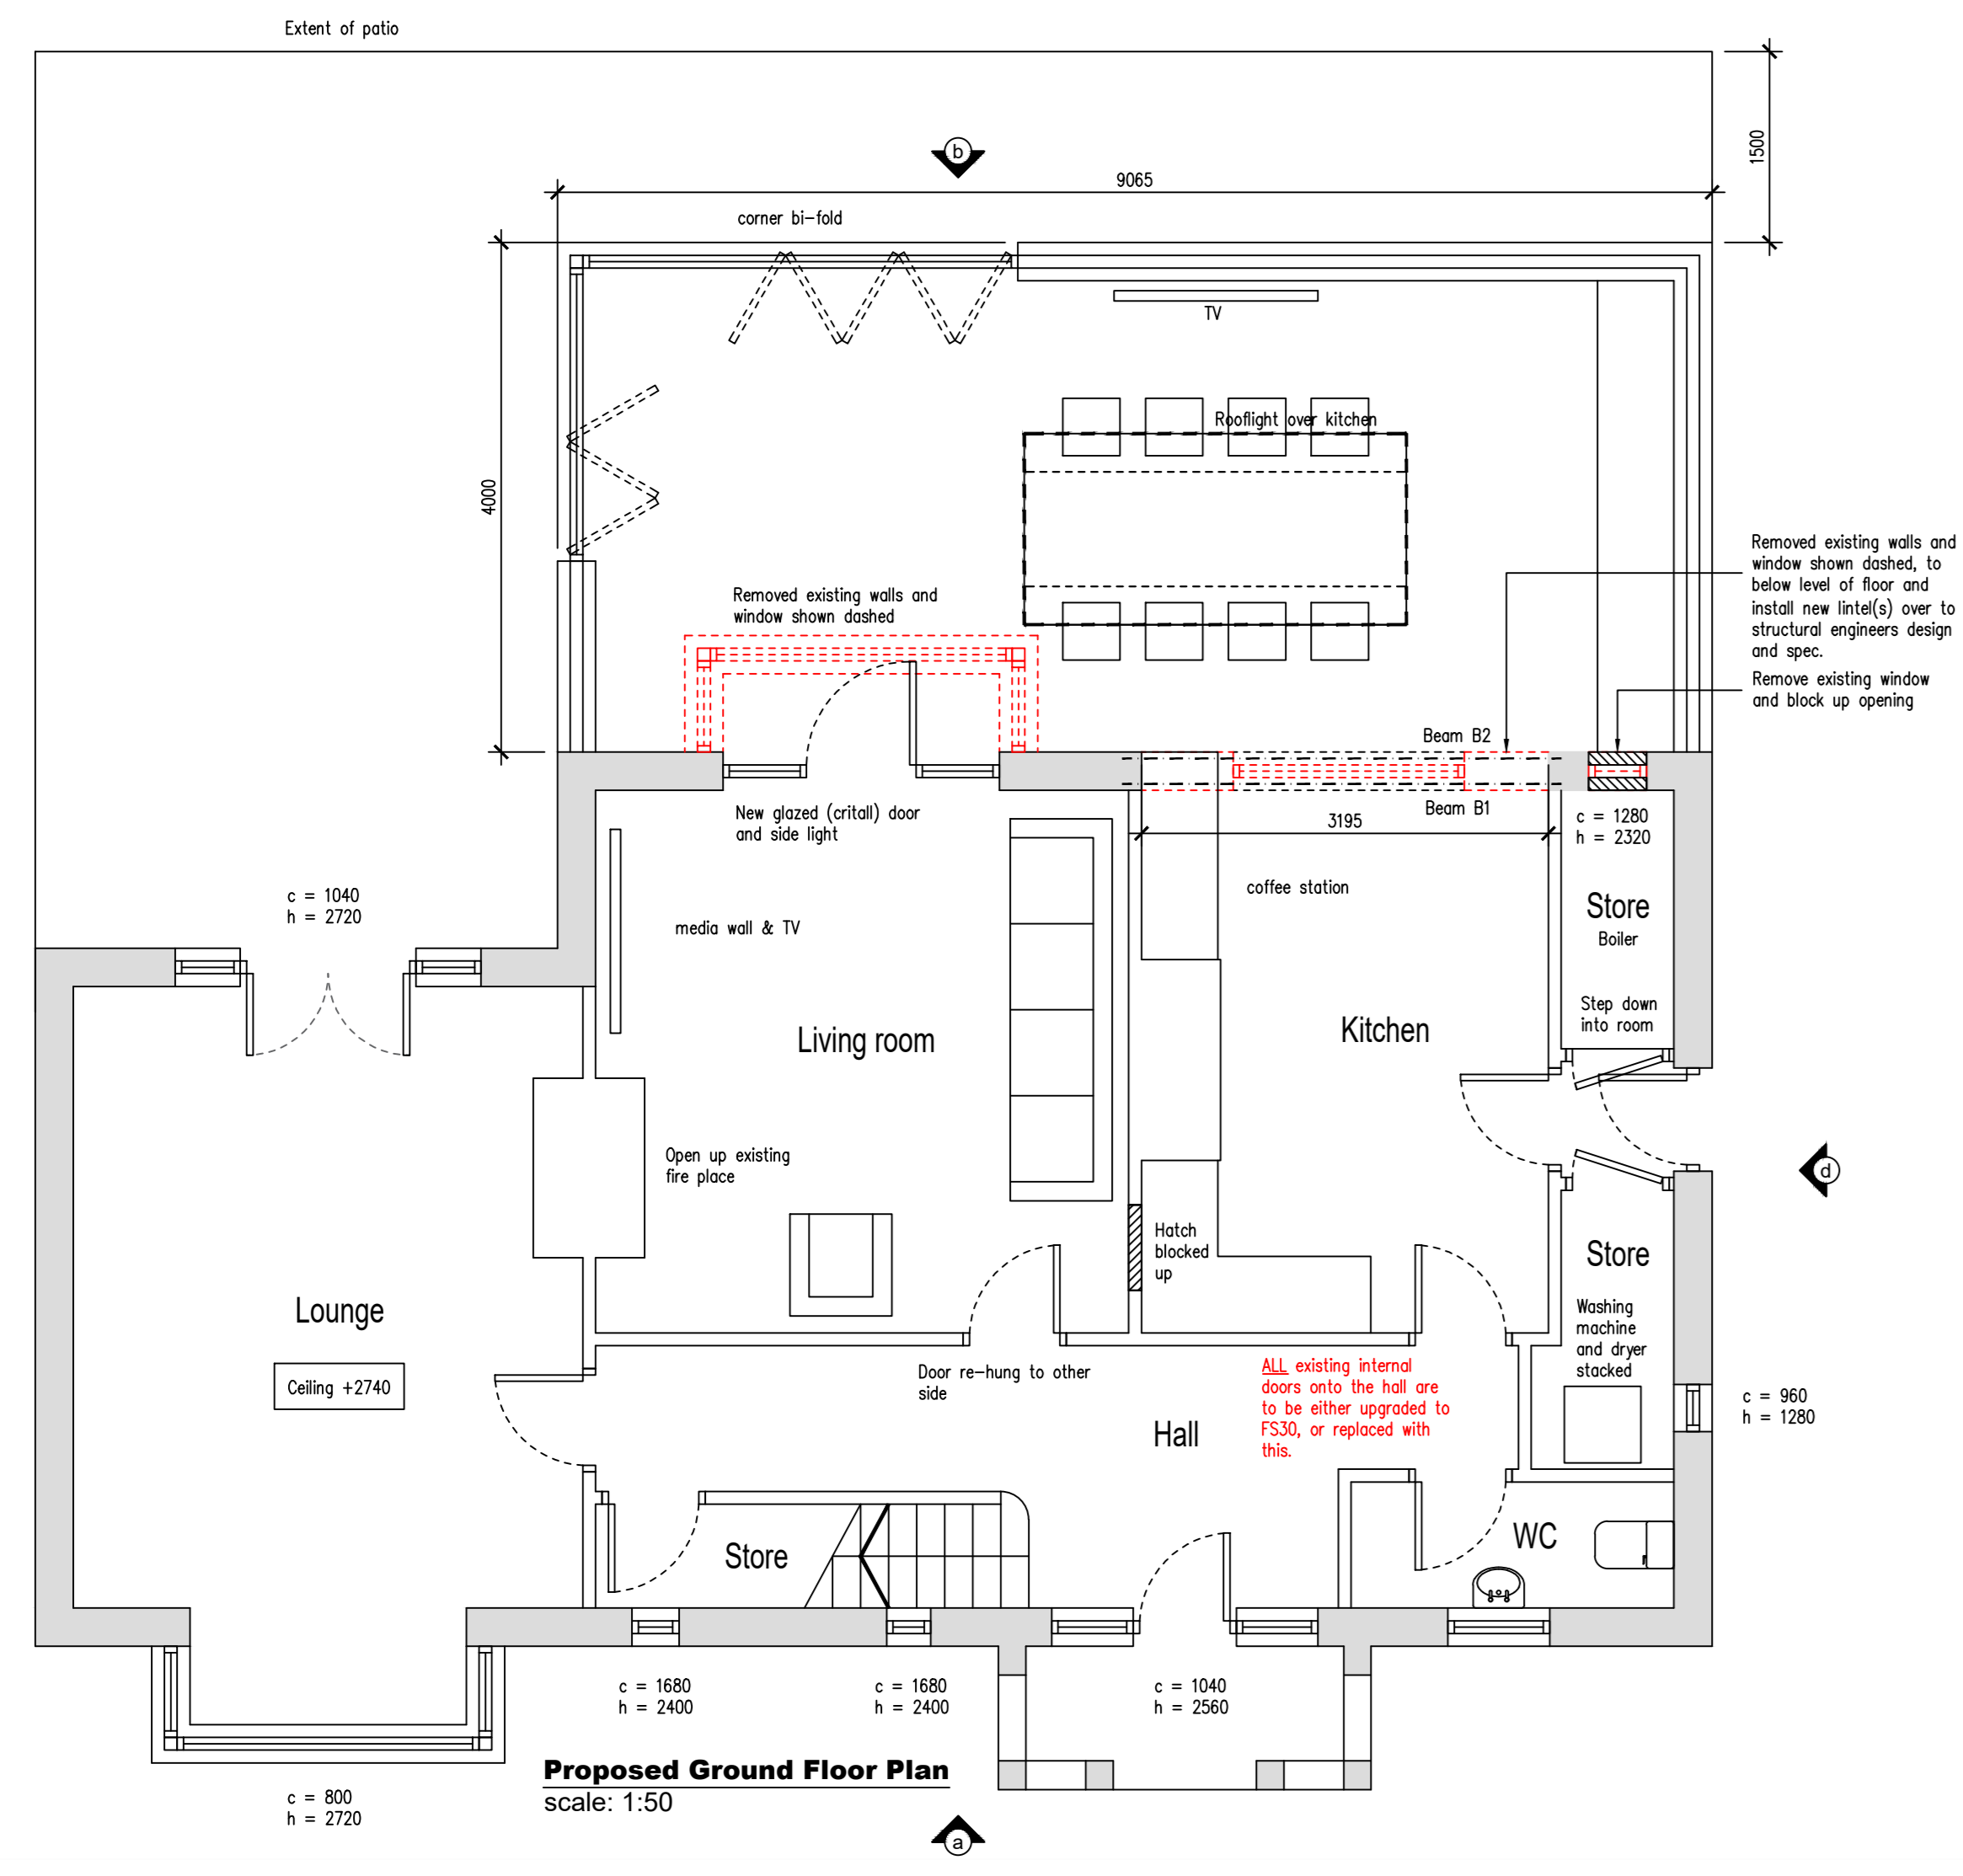 Extent of patio
b
1500
9065
corner bi-fold
TV
Rooflight over kitchen
4000
Removed existing walls and
window shown dashed, to
below level of floor and
install new lintel(s) over to
structural engineers design
and spec.
Remove existing window
and block up opening
Removed existing walls and
window shown dashed
Beam B2
Beam B1
New glazed (critall) door
and side light
3195
c = 1280
h = 2320
coffee station
c = 1040
h = 2720
media wall & TV
Store
Boiler
Step down
into room
Living room
Kitchen
Open up existing
fire place
d
Hatch
blocked
up
Store
Washing
machine
and dryer
stacked
Lounge
Ceiling +2740
Door re-hung to other
side
ALL existing internal
doors onto the hall are
to be either upgraded to
FS30, or replaced with
this.
Hall
c = 960
h = 1280
Store
WC
c = 1680
h = 2400
c = 1680
h = 2400
c = 1040
h = 2560
Proposed Ground Floor Plan
scale: 1:50
c = 800
h = 2720
a